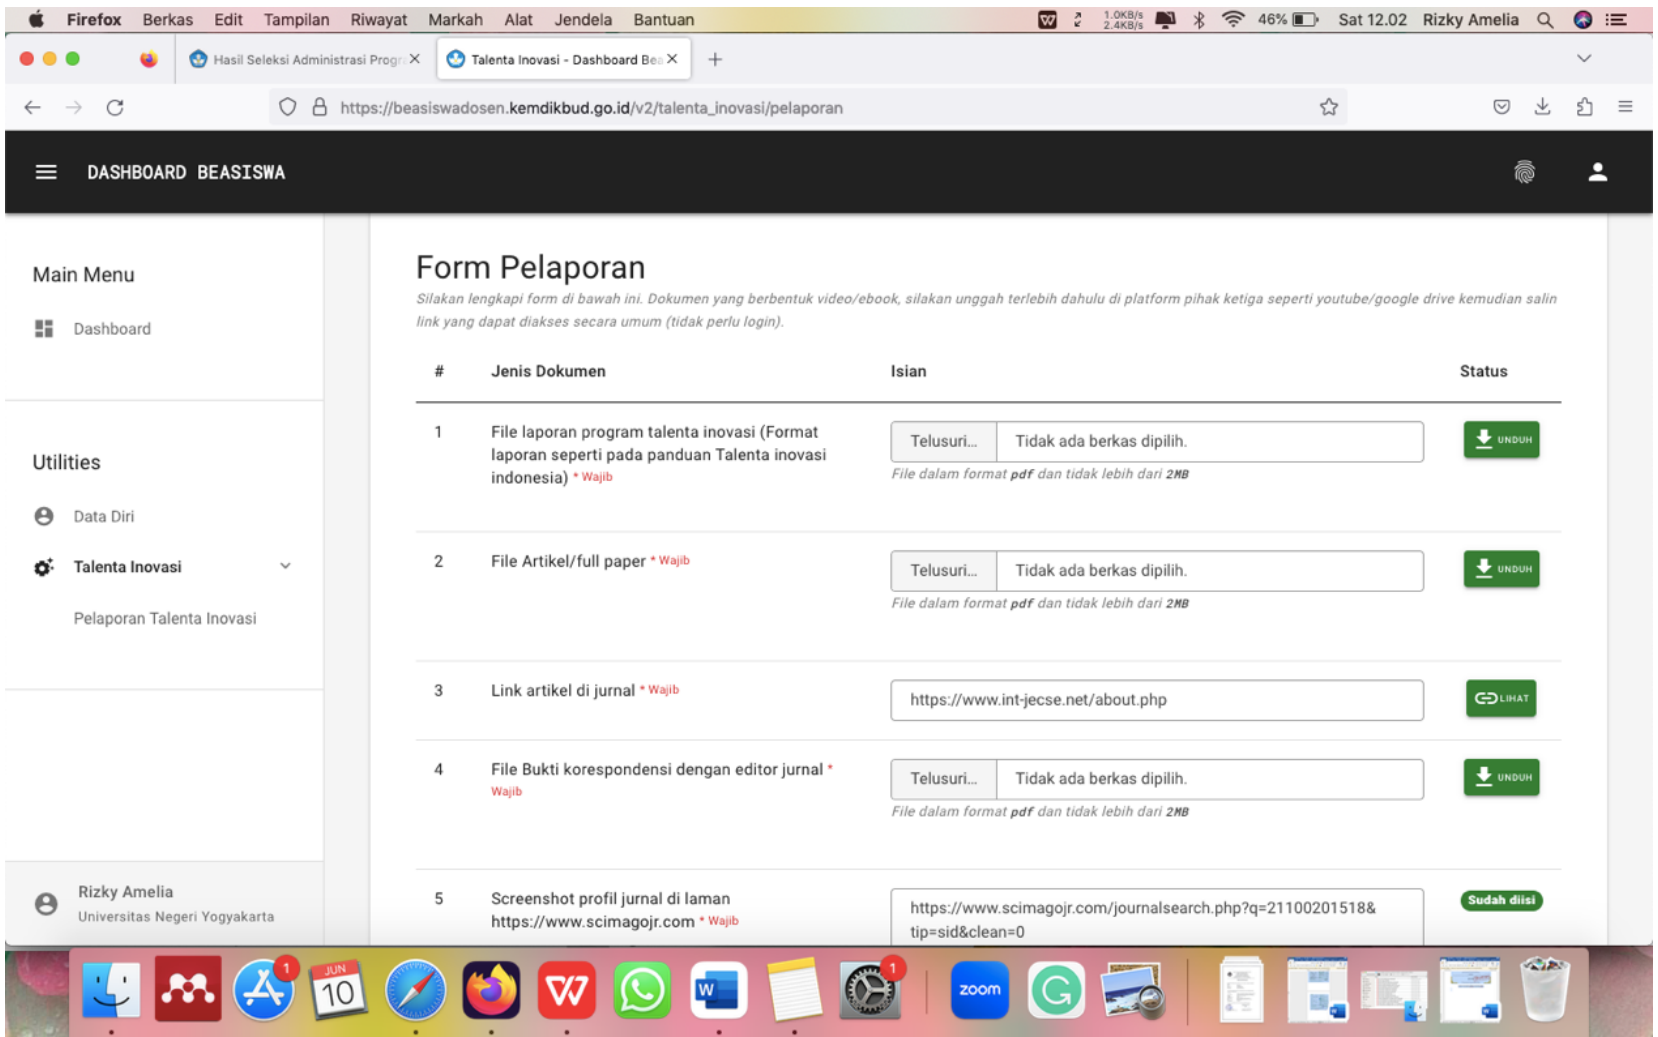 Firefox Berkas Edit Tampilan Riwayat Markah Alat Jendela Bantuan 1.0KB/s 2.4KB/s 46% Sat 12.02 Rizky Amelia
Hasil Seleksi Administrasi Progr
Talenta Inovasi - Dashboard Bea
https://beasiswadosen.kemdikbud.go.id/v2/talenta_inovasi/pelaporan
DASHBOARD BEASISWA
Main Menu
Dashboard
Utilities
Data Diri
Talenta Inovasi
Pelaporan Talenta Inovasi
Rizky Amelia
Universitas Negeri Yogyakarta
Form Pelaporan
Silakan lengkapi form di bawah ini. Dokumen yang berbentuk video/ebook, silakan unggah terlebih dahulu di platform pihak ketiga seperti youtube/google drive kemudian salin
link yang dapat diakses secara umum (tidak perlu login).
# Jenis Dokumen Isian Status
1 File laporan program talenta inovasi (Format
laporan seperti pada panduan Talenta inovasi
indonesia) * Wajib
Telusuri... Tidak ada berkas dipilih.
File dalam format pdf dan tidak lebih dari 2MB
UNDUH
2 File Artikel/full paper * Wajib
Telusuri... Tidak ada berkas dipilih.
File dalam format pdf dan tidak lebih dari 2MB
UNDUH
3 Link artikel di jurnal * Wajib
https://www.int-jecse.net/about.php
LIHAT
4 File Bukti korespondensi dengan editor jurnal *
Wajib
Telusuri... Tidak ada berkas dipilih.
File dalam format pdf dan tidak lebih dari 2MB
UNDUH
5 Screenshot profil jurnal di laman
https://www.scimagojr.com * Wajib
https://www.scimagojr.com/journalsearch.php?q=21100201518&
tip=sid&clean=0
Sudah diisi
1
JUN
10
W
1
zoom